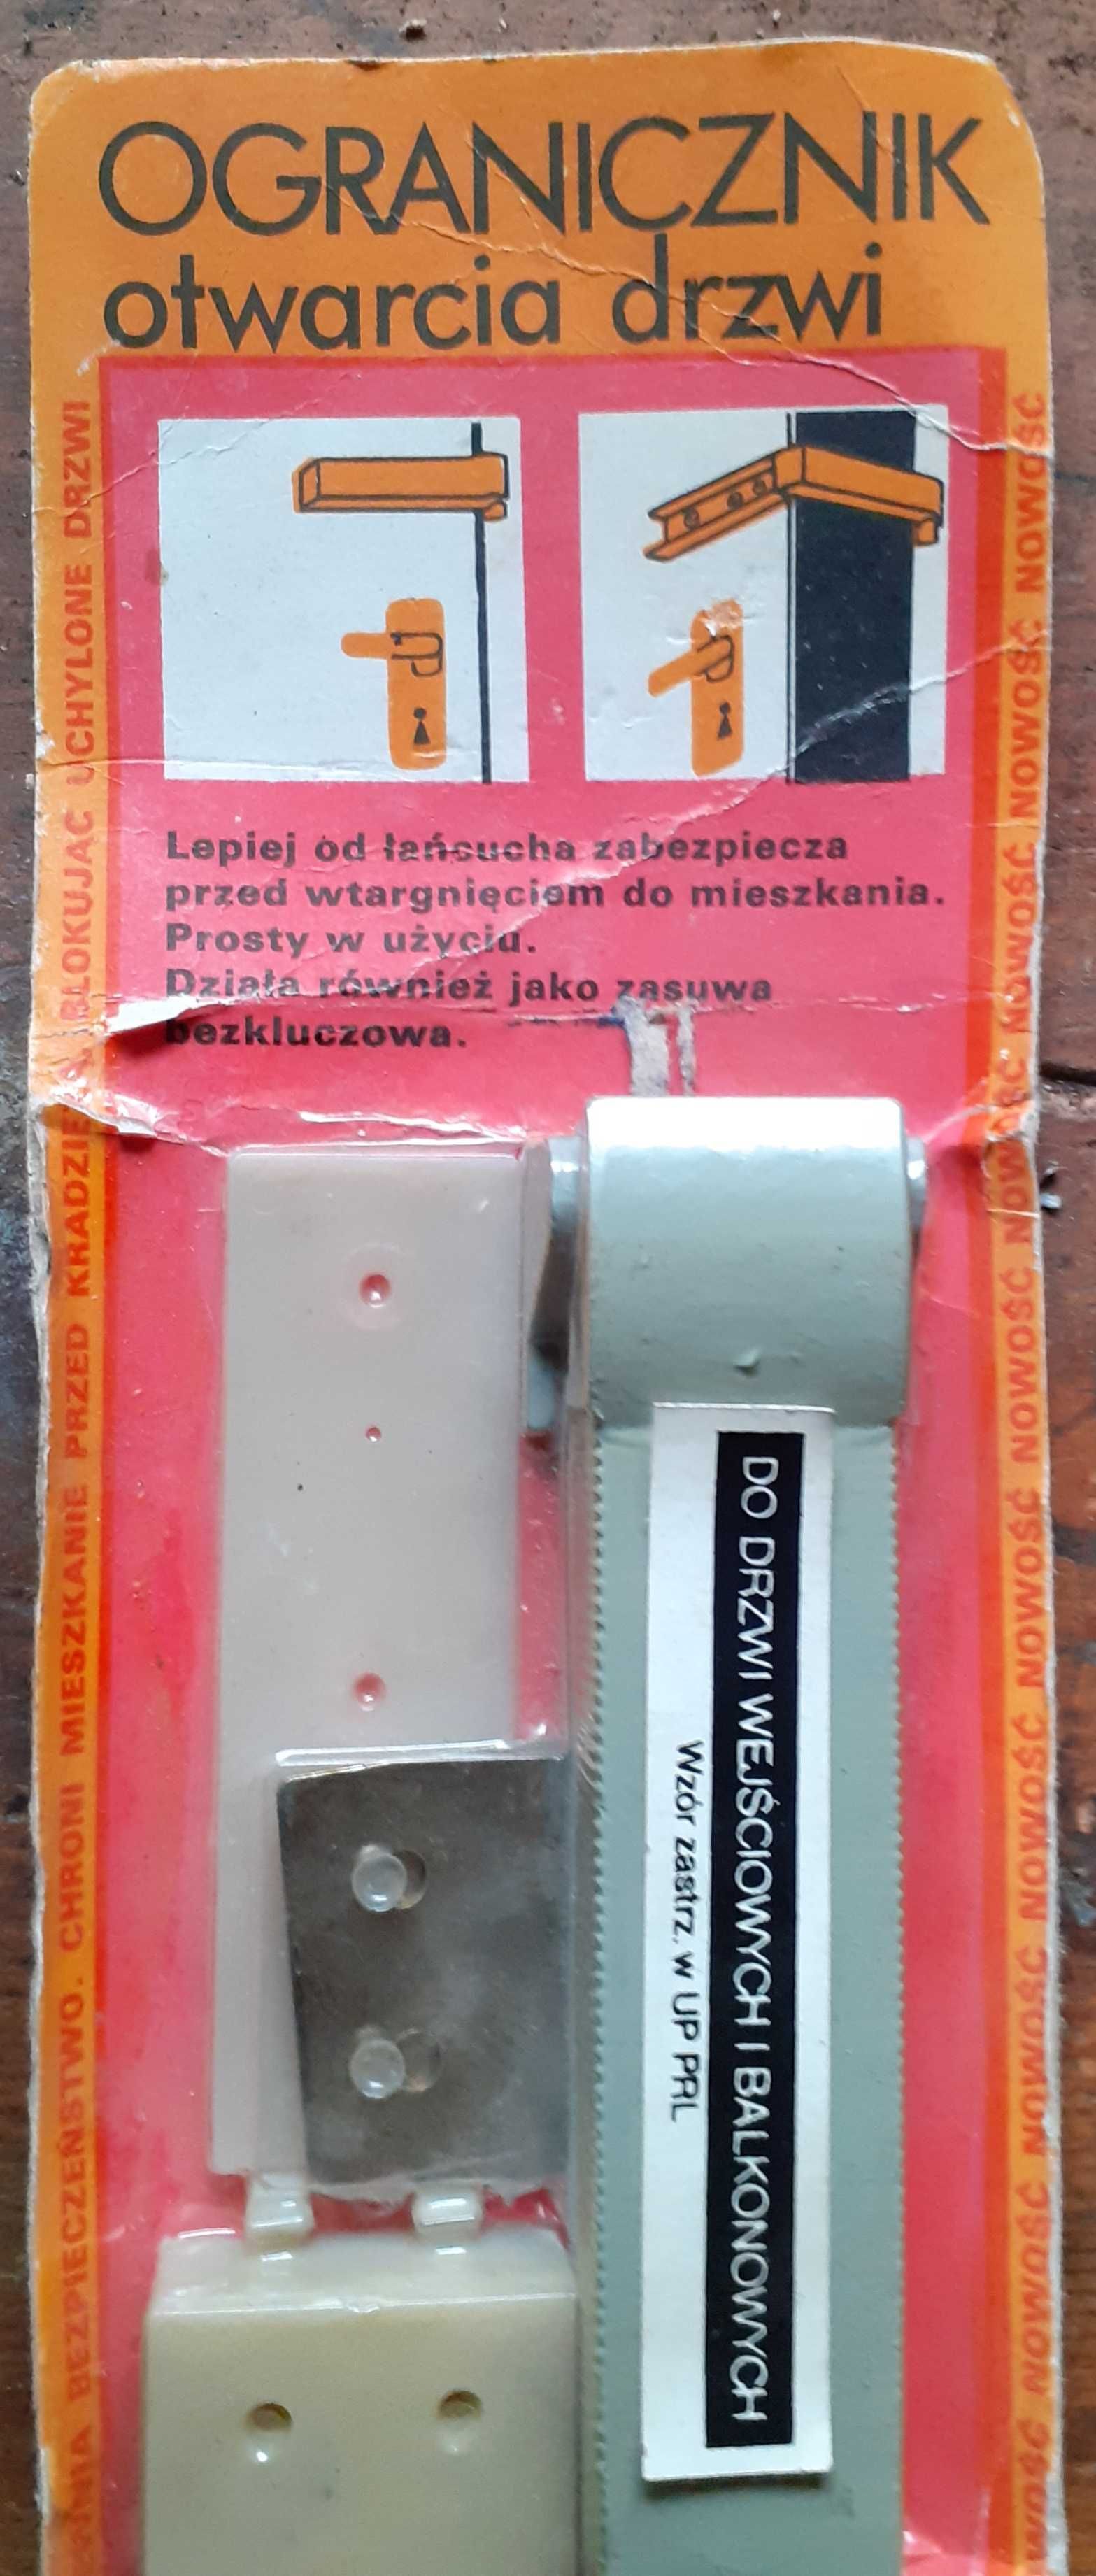 OGRANICZNIK
otwarcia drzwi
Lepiej od łańcucha zabezpiecza
przed wtargnięciem do mieszkania.
Prosty w użyciu.
Działa również jako zasuwa
bezkluczowa.
DO DRZWI WEJŚCIOWYCH I BALKONOWYCH
Wzór zastrz. w UP PRL
BEZPIECZEŃSTWO. CHRONI MIESZKANIE PRZED KRADZIEŻĄ BLOKUJĄC UCHYLONE DRZWI
NOWOŚĆ NOWOŚĆ NOWOŚĆ NOWOŚĆ NOWOŚĆ NOWOŚĆ NOWOŚĆ NOWOŚĆ NOWOŚĆ NOWOŚĆ